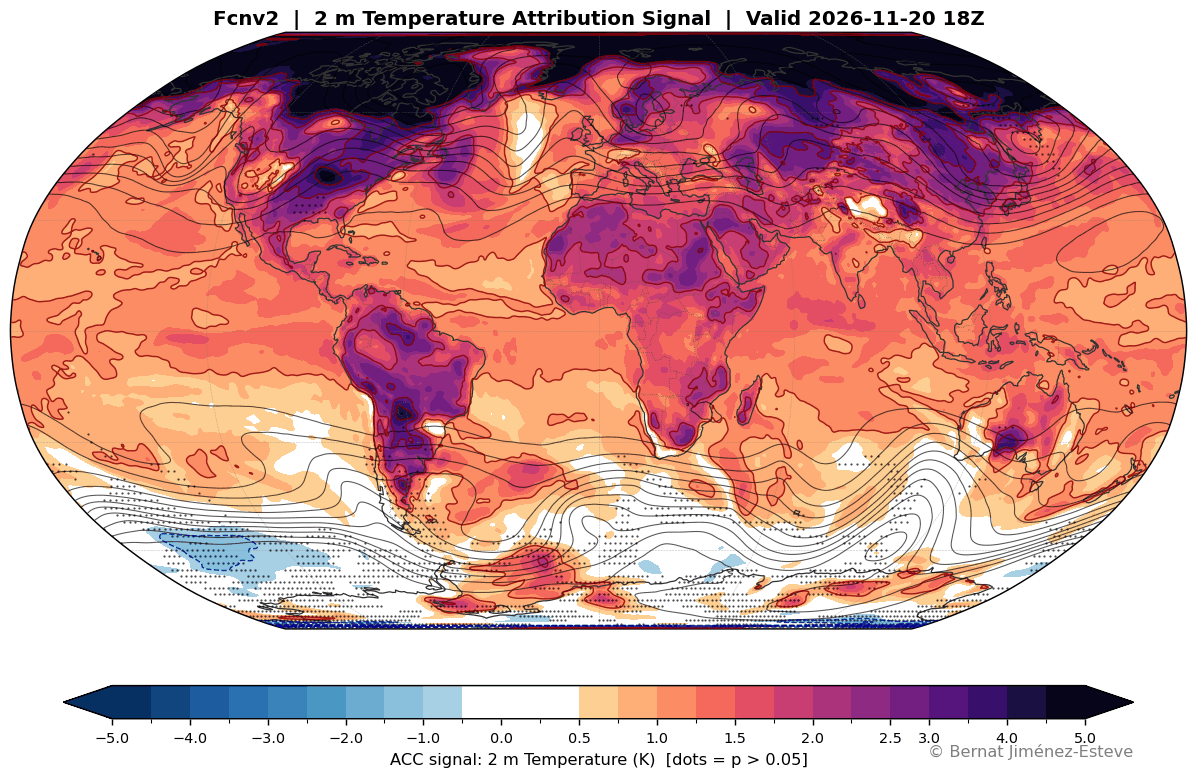 Fcnv2 | 2 m Temperature Attribution Signal | Valid 2026-11-20 18Z
−5.0 −4.0 −3.0 −2.0 −1.0 0.0 0.5 1.0 1.5 2.0 2.5 3.0 4.0 5.0
ACC signal: 2 m Temperature (K) [dots = p > 0.05]
© Bernat Jiménez-Esteve